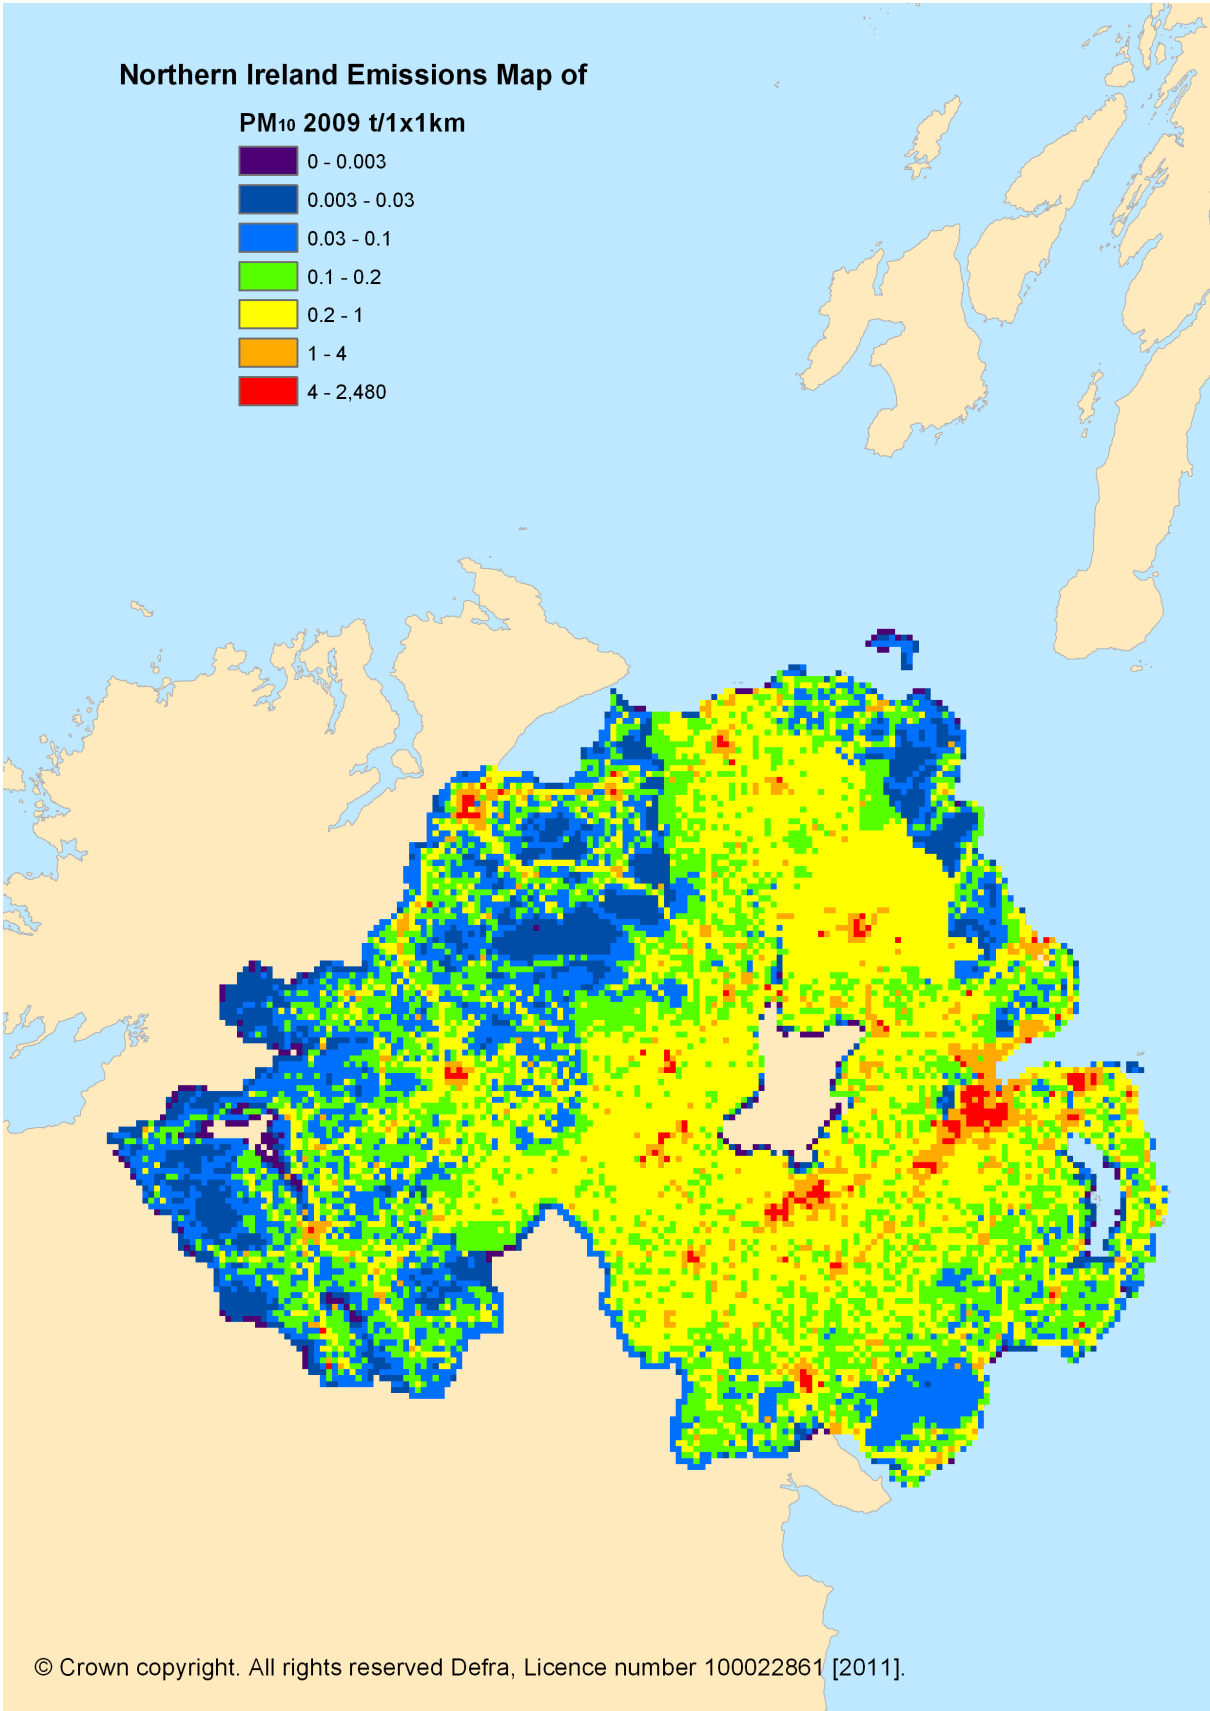 Northern Ireland Emissions Map of
PM10 2009 t/1x1km
0 - 0.003
0.003 - 0.03
0.03 - 0.1
0.1 - 0.2
0.2 - 1
1 - 4
4 - 2,480
© Crown copyright. All rights reserved Defra, Licence number 100022861 [2011].